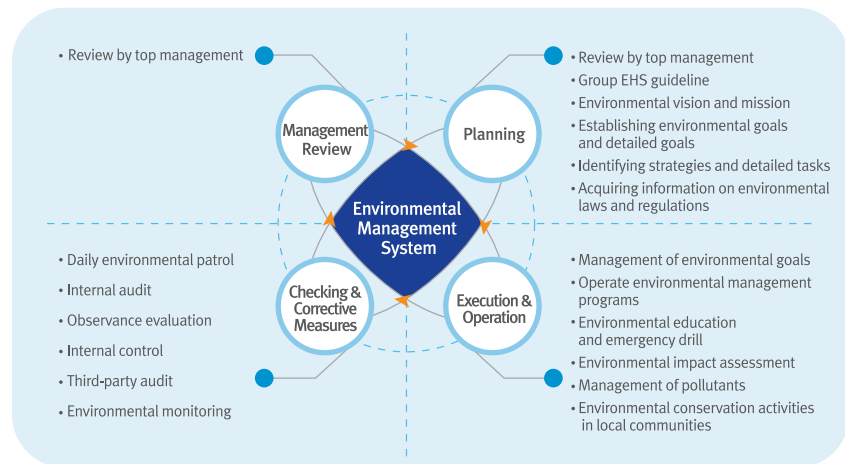 • Review by top management
Management
Review
Planning
• Review by top management
• Group EHS guideline
• Environmental vision and mission
• Establishing environmental goals
and detailed goals
• Identifying strategies and detailed tasks
• Acquiring information on environmental
laws and regulations
Environmental
Management
System
• Daily environmental patrol
• Internal audit
• Observance evaluation
• Internal control
• Third-party audit
• Environmental monitoring
Checking &
Corrective
Measures
Execution &
Operation
• Management of environmental goals
• Operate environmental management
programs
• Environmental education
and emergency drill
• Environmental impact assessment
• Management of pollutants
• Environmental conservation activities
in local communities